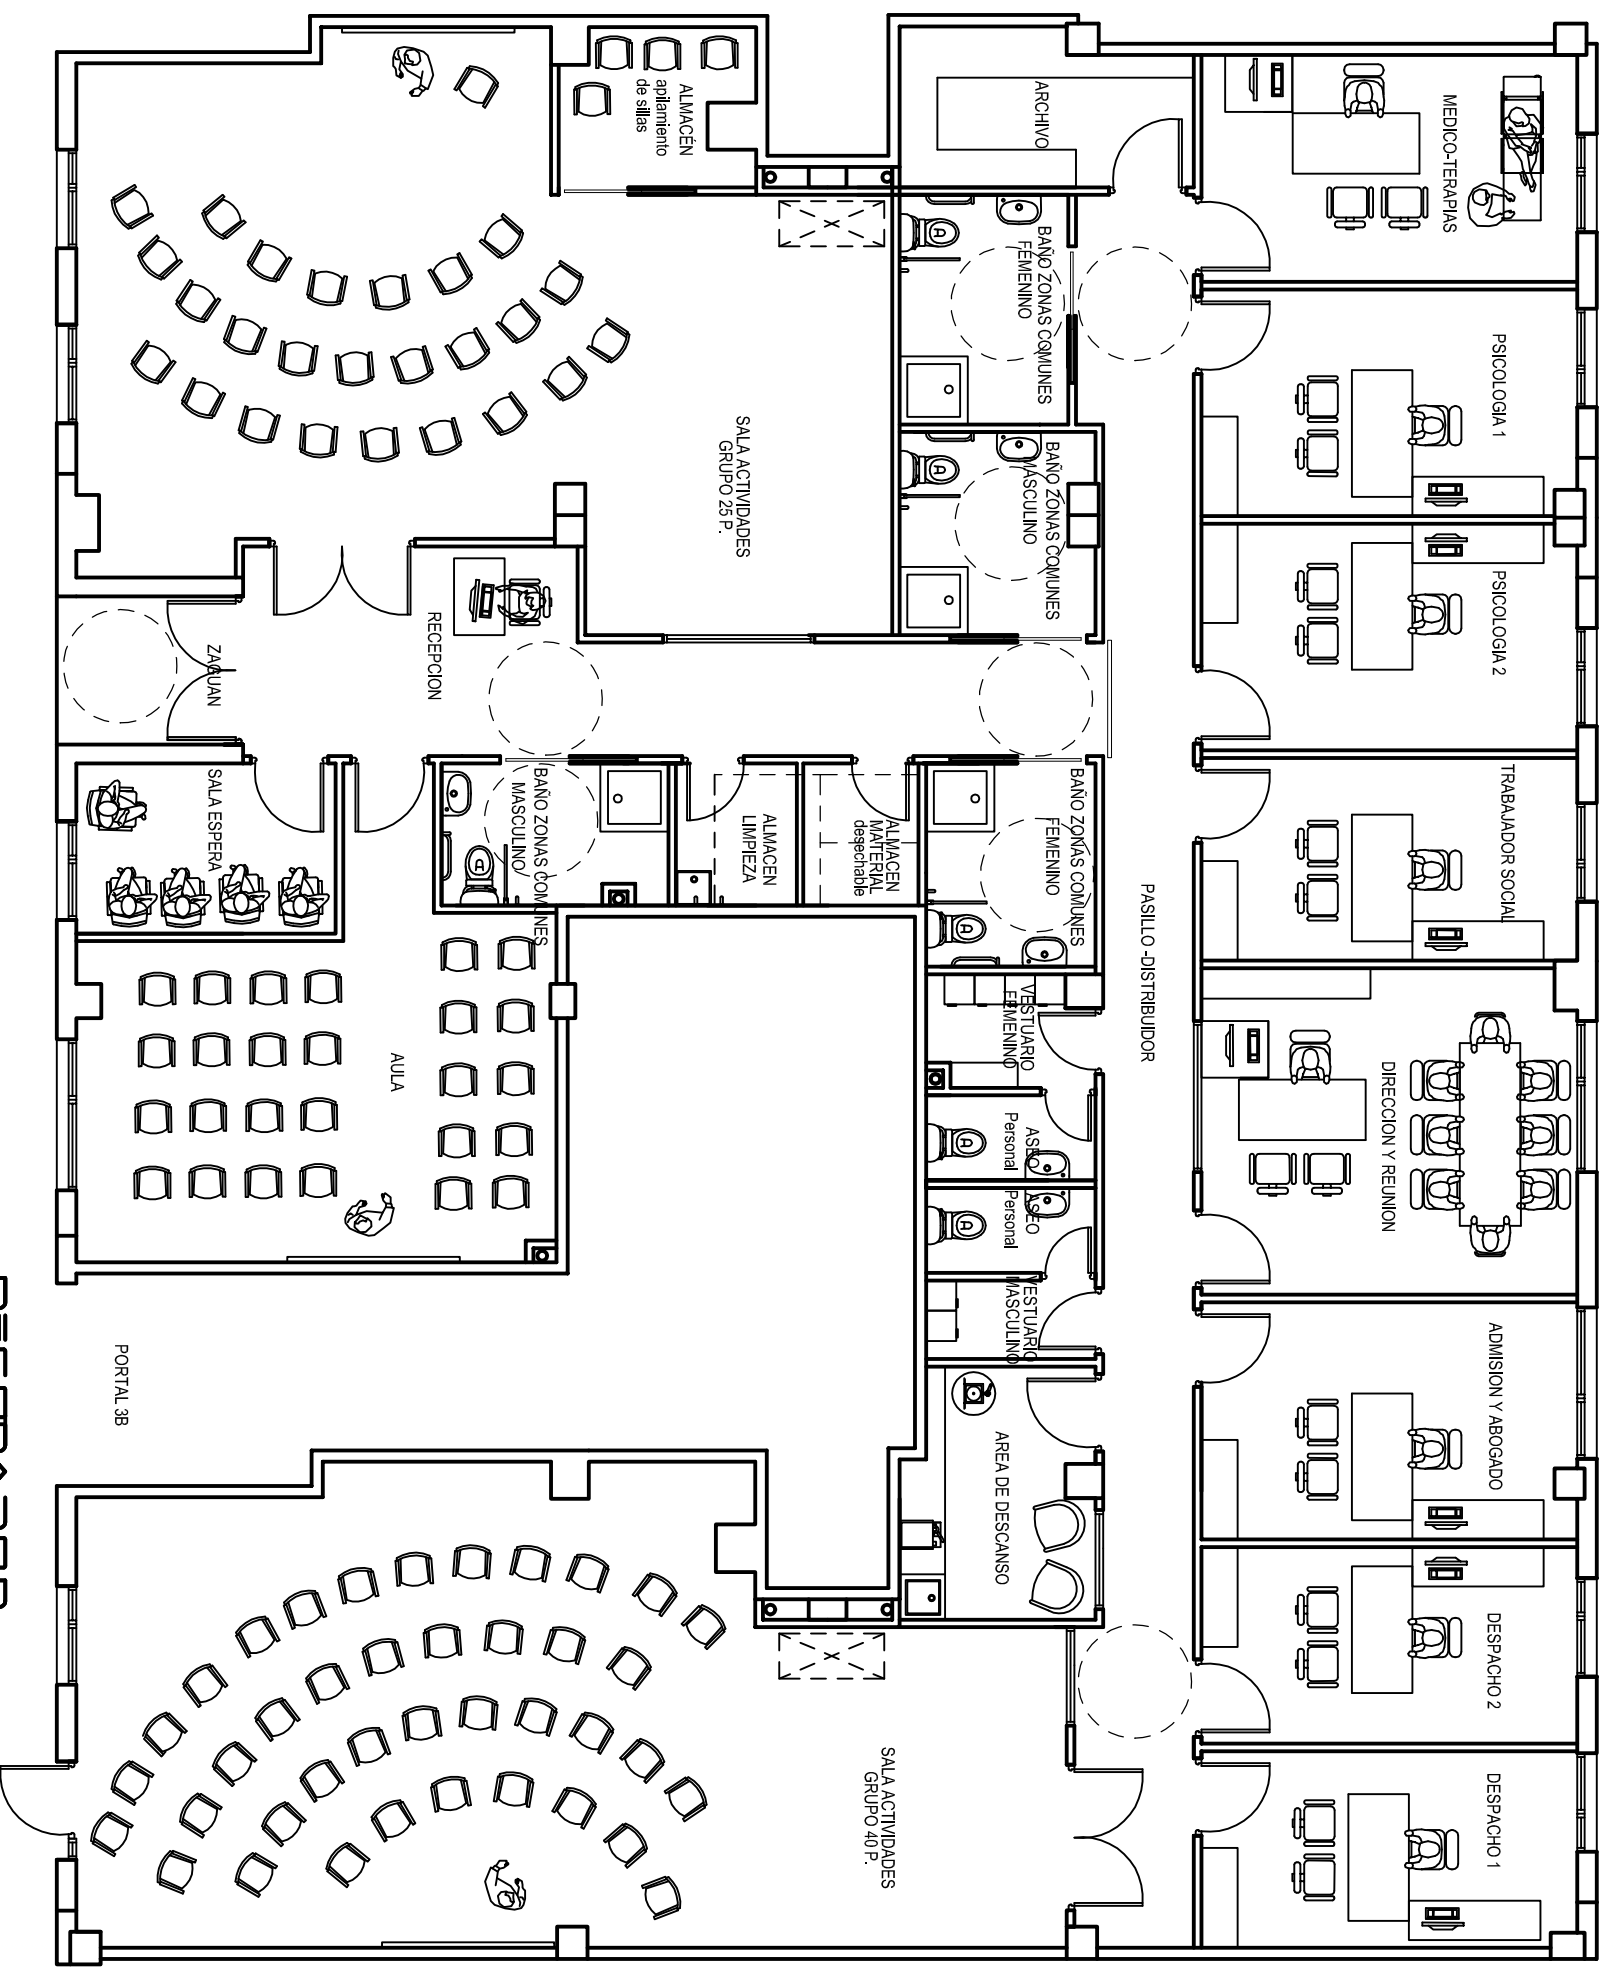 MEDICO-TERAPIAS
PSICOLOGIA 1
PSICOLOGIA 2
TRABAJADOR SOCIAL
DIRECCION Y REUNION
ADMISION Y ABOGADO
DESPACHO 2
DESPACHO 1
PASILLO -DISTRIBUIDOR
ARCHIVO
BAÑO ZONAS COMUNES
FEMENINO
BAÑO ZONAS COMUNES
MASCULINO
BAÑO ZONAS COMUNES
FEMENINO
VESTUARIO
FEMENINO
ASEO
Personal
ASEO
Personal
VESTUARIO
MASCULINO
AREA DE DESCANSO
ALMACEN
MATERIAL
desechable
ALMACEN
LIMPIEZA
BAÑO ZONAS COMUNES
MASCULINO
ALMACÉN
apilamiento
de sillas
SALA ACTIVIDADES
GRUPO 25 P.
SALA ACTIVIDADES
GRUPO 40 P.
RECEPCION
AULA
ZAGUAN
SALA ESPERA
PORTAL 3B